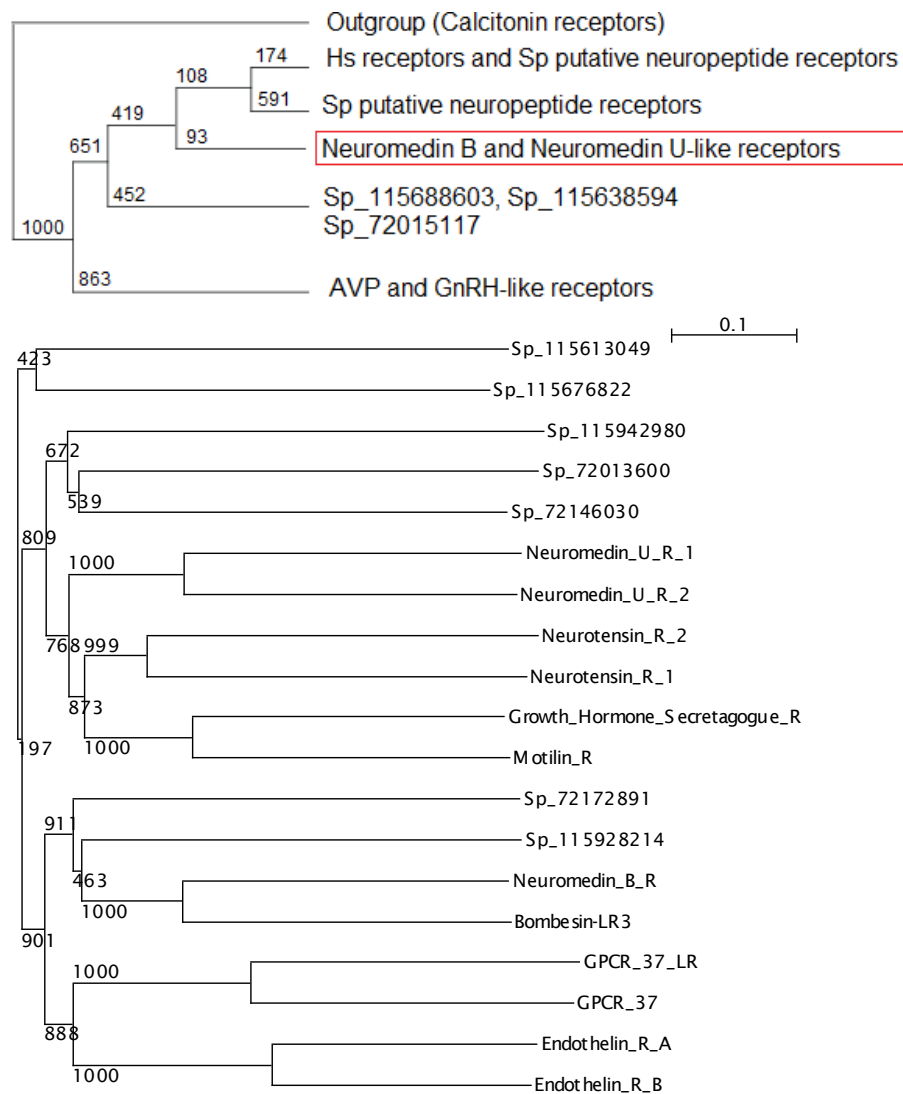 Outgroup (Calcitonin receptors)
174
Hs receptors and Sp putative neuropeptide receptors
108
591
Sp putative neuropeptide receptors
419
93
Neuromedin B and Neuromedin U-like receptors
651
452
Sp_115688603, Sp_115638594
Sp_72015117
1000
863
AVP and GnRH-like receptors
0.1
423
Sp_115613049
Sp_115676822
Sp_115942980
672
Sp_72013600
539
Sp_72146030
809
1000
Neuromedin_U_R_1
Neuromedin_U_R_2
768
999
Neurotensin_R_2
Neurotensin_R_1
873
Growth_Hormone_Secretagogue_R
197
1000
Motilin_R
Sp_72172891
911
Sp_115928214
463
Neuromedin_B_R
1000
Bombesin-LR3
901
GPCR_37_LR
1000
GPCR_37
888
Endothelin_R_A
1000
Endothelin_R_B